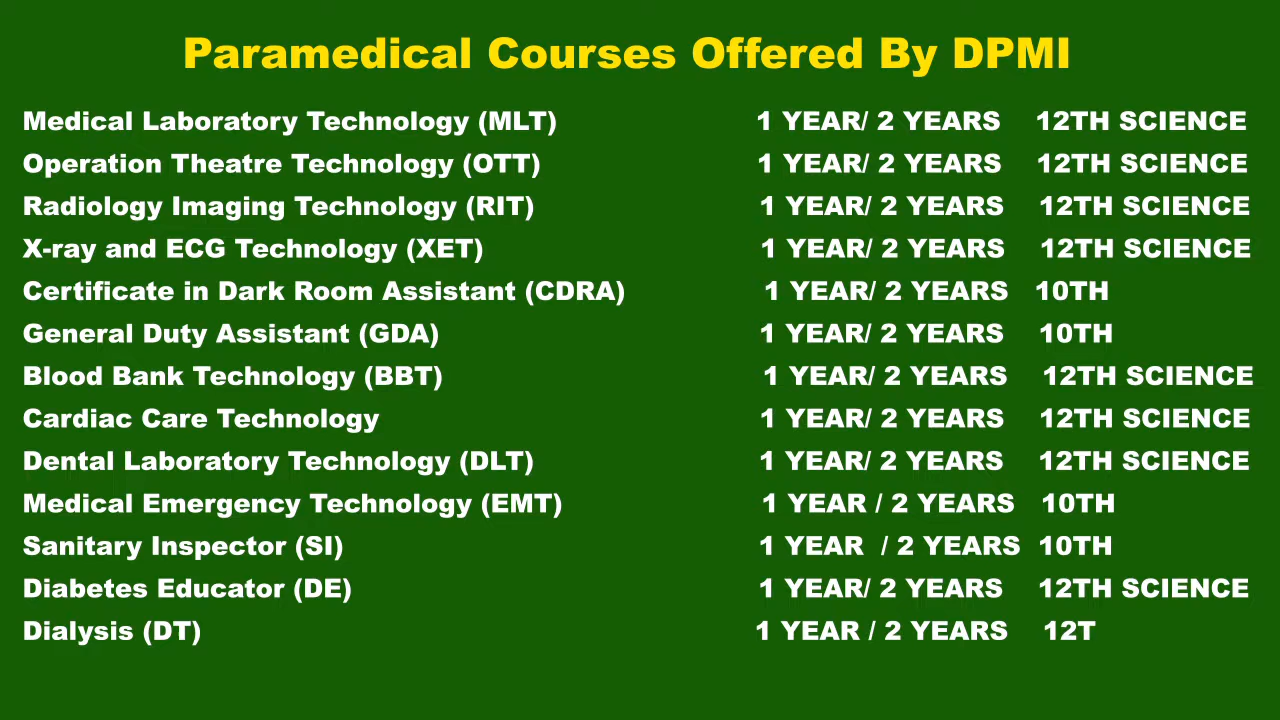 Paramedical Courses Offered By DPMI
Medical Laboratory Technology (MLT) 1 YEAR/ 2 YEARS 12TH SCIENCE
Operation Theatre Technology (OTT) 1 YEAR/ 2 YEARS 12TH SCIENCE
Radiology Imaging Technology (RIT) 1 YEAR/ 2 YEARS 12TH SCIENCE
X-ray and ECG Technology (XET) 1 YEAR/ 2 YEARS 12TH SCIENCE
Certificate in Dark Room Assistant (CDRA) 1 YEAR/ 2 YEARS 10TH
General Duty Assistant (GDA) 1 YEAR/ 2 YEARS 10TH
Blood Bank Technology (BBT) 1 YEAR/ 2 YEARS 12TH SCIENCE
Cardiac Care Technology 1 YEAR/ 2 YEARS 12TH SCIENCE
Dental Laboratory Technology (DLT) 1 YEAR/ 2 YEARS 12TH SCIENCE
Medical Emergency Technology (EMT) 1 YEAR / 2 YEARS 10TH
Sanitary Inspector (SI) 1 YEAR / 2 YEARS 10TH
Diabetes Educator (DE) 1 YEAR/ 2 YEARS 12TH SCIENCE
Dialysis (DT) 1 YEAR / 2 YEARS 12T